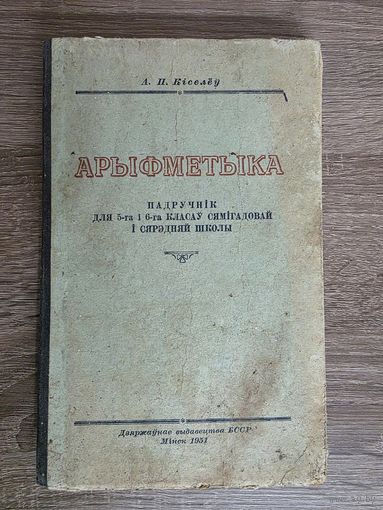 А. П. Кісялёў
АРЫФМЕТЫКА
ПАДРУЧНІК
ДЛЯ 5-га і 6-га КЛАСАЎ СЯМІГАДОВАЙ
І СЯРЭДНЯЙ ШКОЛЫ
Дзяржаўнае выдавецтва БССР
Мінск 1951